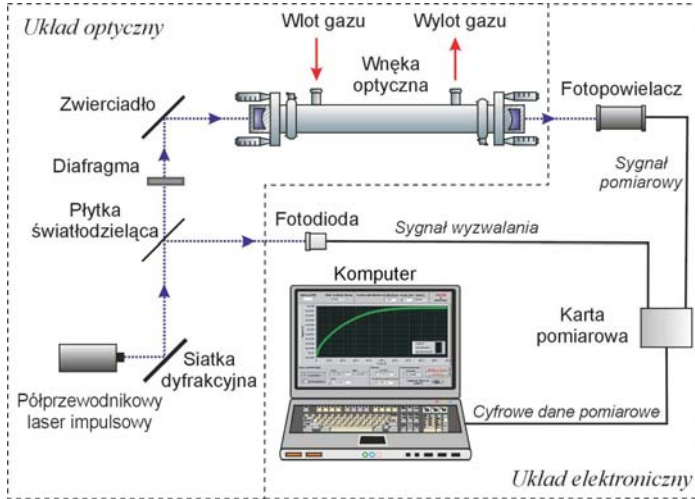 Układ optyczny
Wlot gazu
Wylot gazu
Wnęka
optyczna
Zwierciadło
Fotopowielacz
Diafragma
Sygnał
pomiarowy
Płytka
światłodzieląca
Fotodioda
Sygnał wyzwalania
Komputer
Karta
pomiarowa
Siatka
dyfrakcyjna
Półprzewodnikowy
laser impulsowy
Cyfrowe dane pomiarowe
Układ elektroniczny